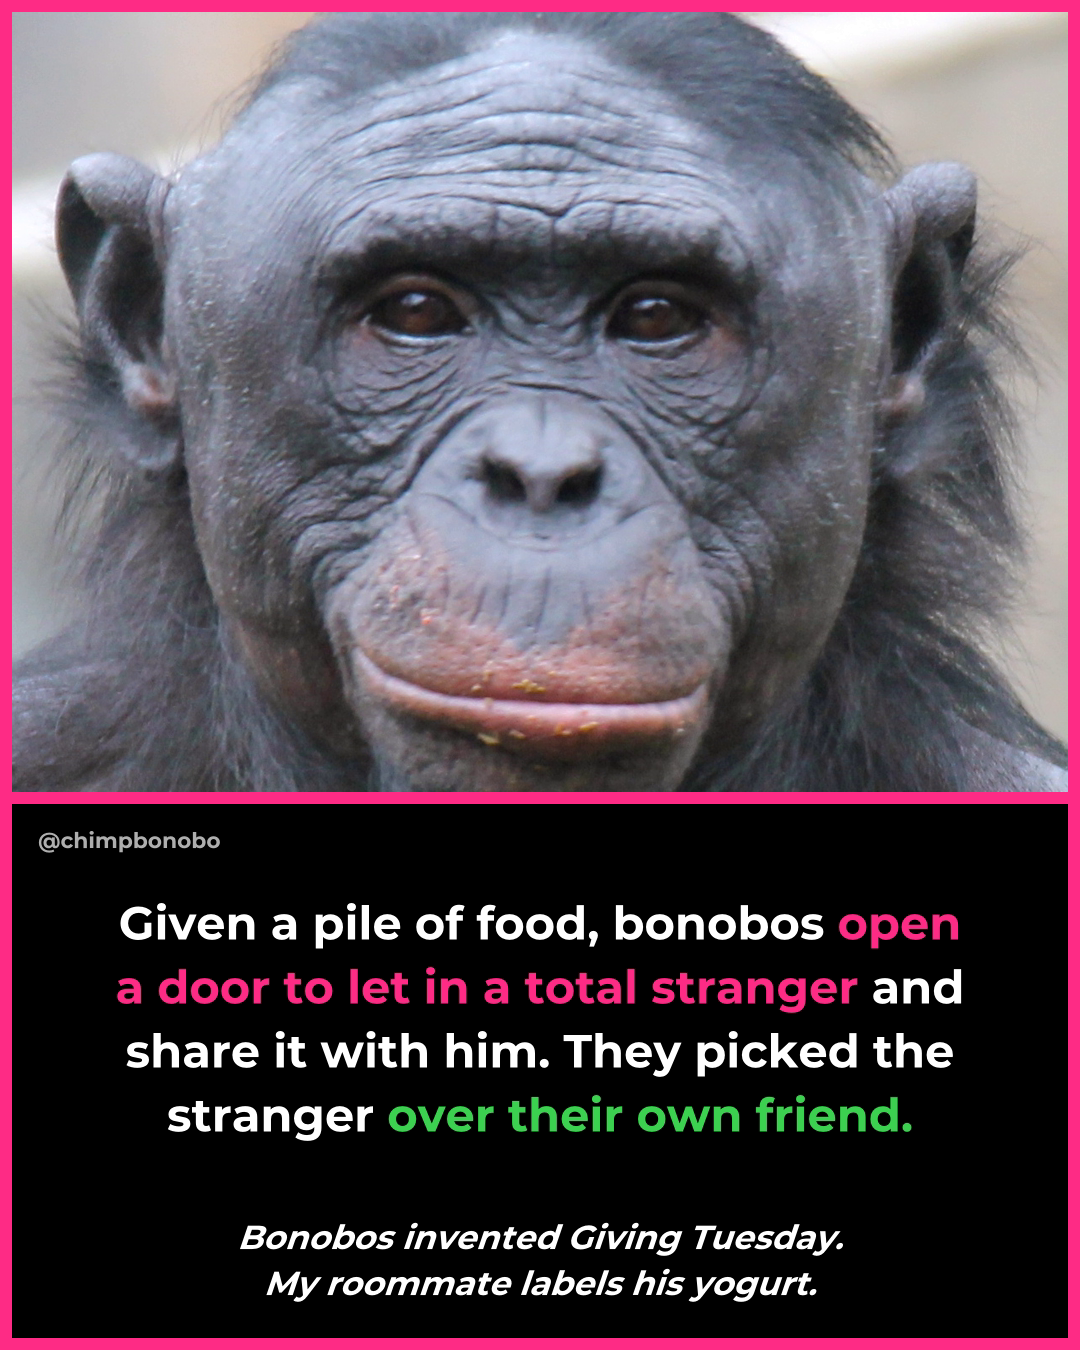 @chimpbonobo
Given a pile of food, bonobos open
a door to let in a total stranger and
share it with him. They picked the
stranger over their own friend.
Bonobos invented Giving Tuesday.
My roommate labels his yogurt.